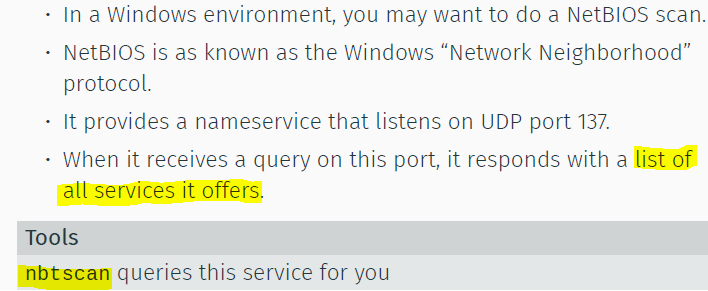 · In a Windows environment, you may want to do a NetBIOS scan.
· NetBIOS is as known as the Windows “Network Neighborhood”
protocol.
· It provides a nameservice that listens on UDP port 137.
· When it receives a query on this port, it responds with a list of
all services it offers.
Tools
nbtscan queries this service for you